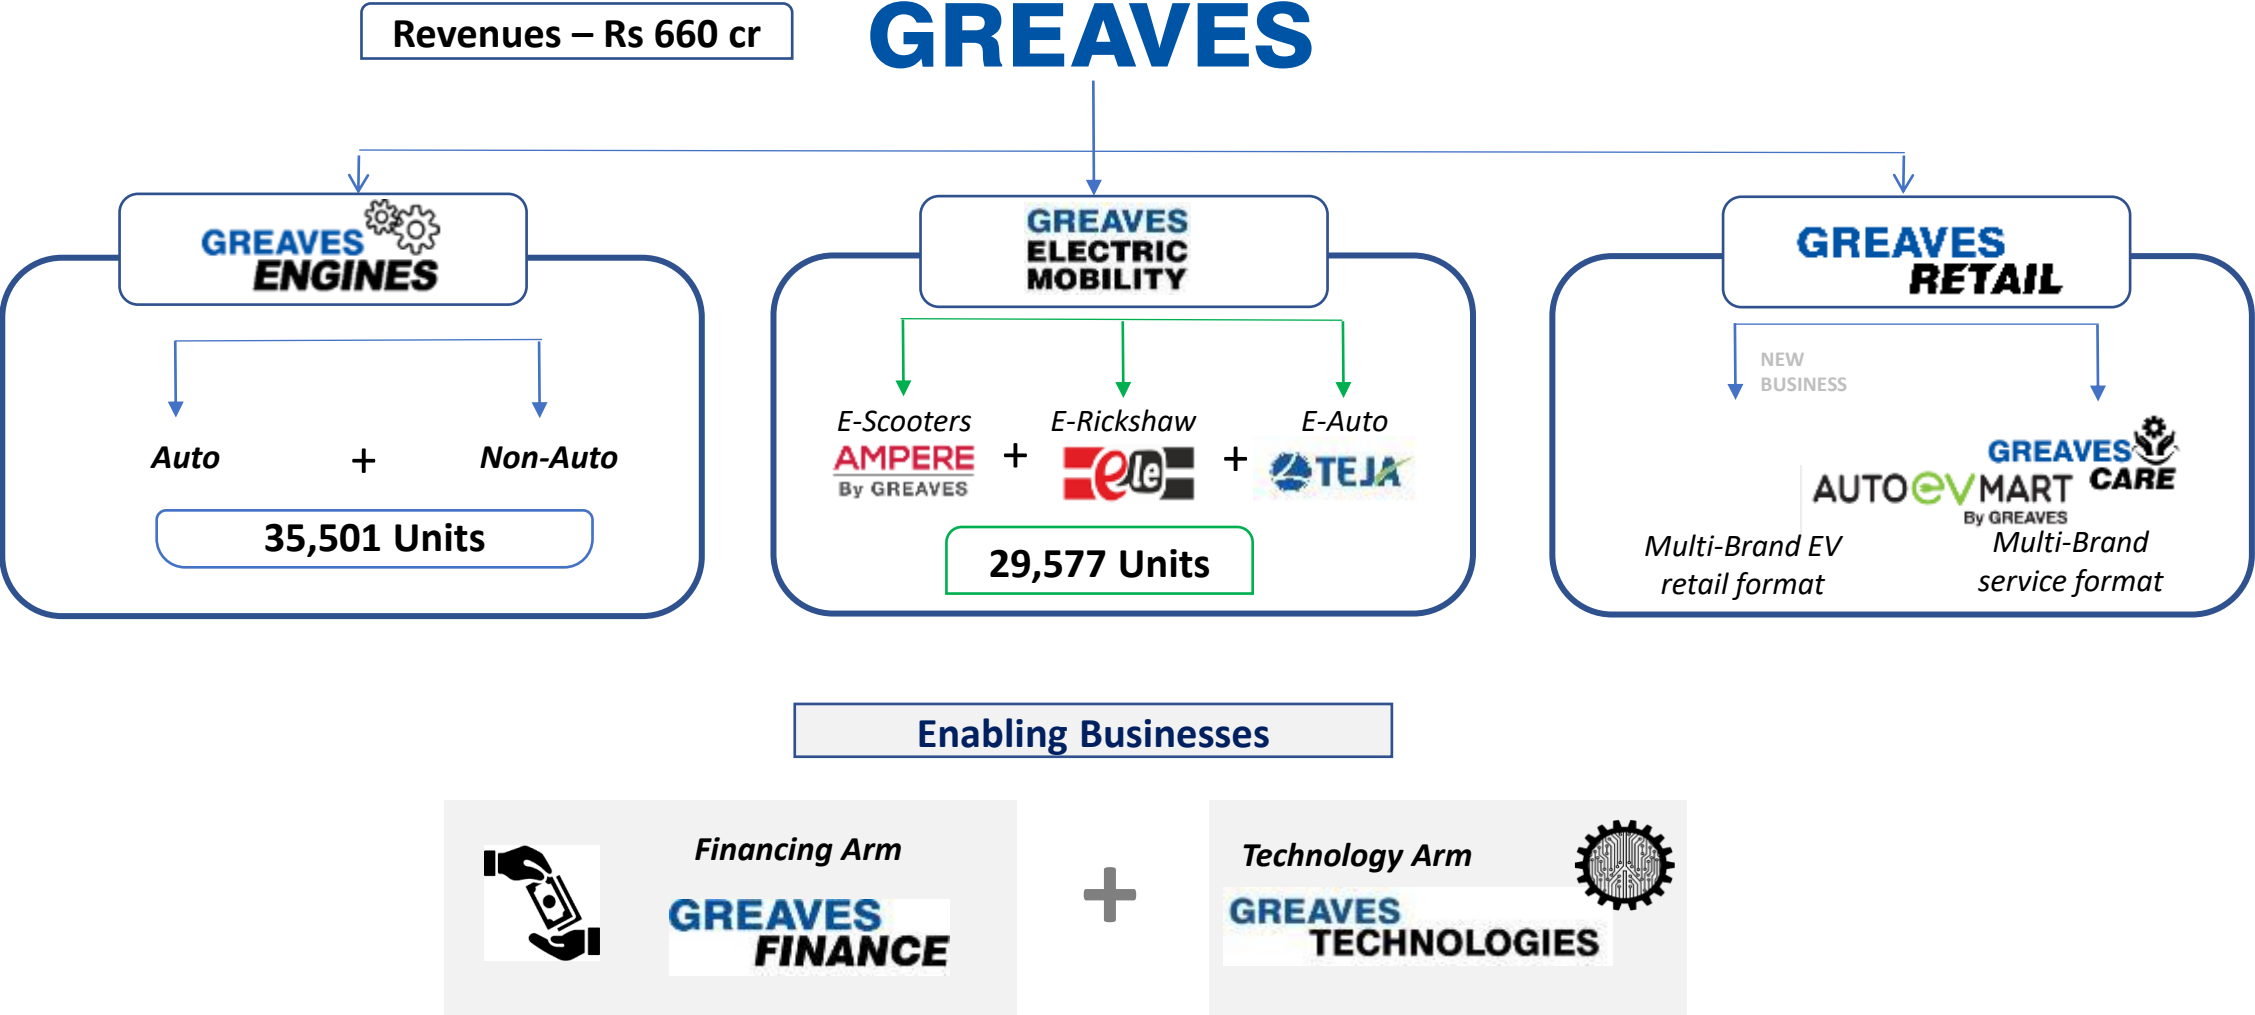 Revenues – Rs 660 cr
GREAVES
GREAVES
ENGINES
Auto
+
Non-Auto
35,501 Units
GREAVES
ELECTRIC
MOBILITY
E-Scooters
AMPERE
By GREAVES
+
E-Rickshaw
ele
+
E-Auto
TEJA
29,577 Units
GREAVES
RETAIL
NEW
BUSINESS
AUTOEVMART
By GREAVES
Multi-Brand EV
retail format
GREAVES
CARE
Multi-Brand
service format
Enabling Businesses
Financing Arm
GREAVES
FINANCE
+
Technology Arm
GREAVES
TECHNOLOGIES